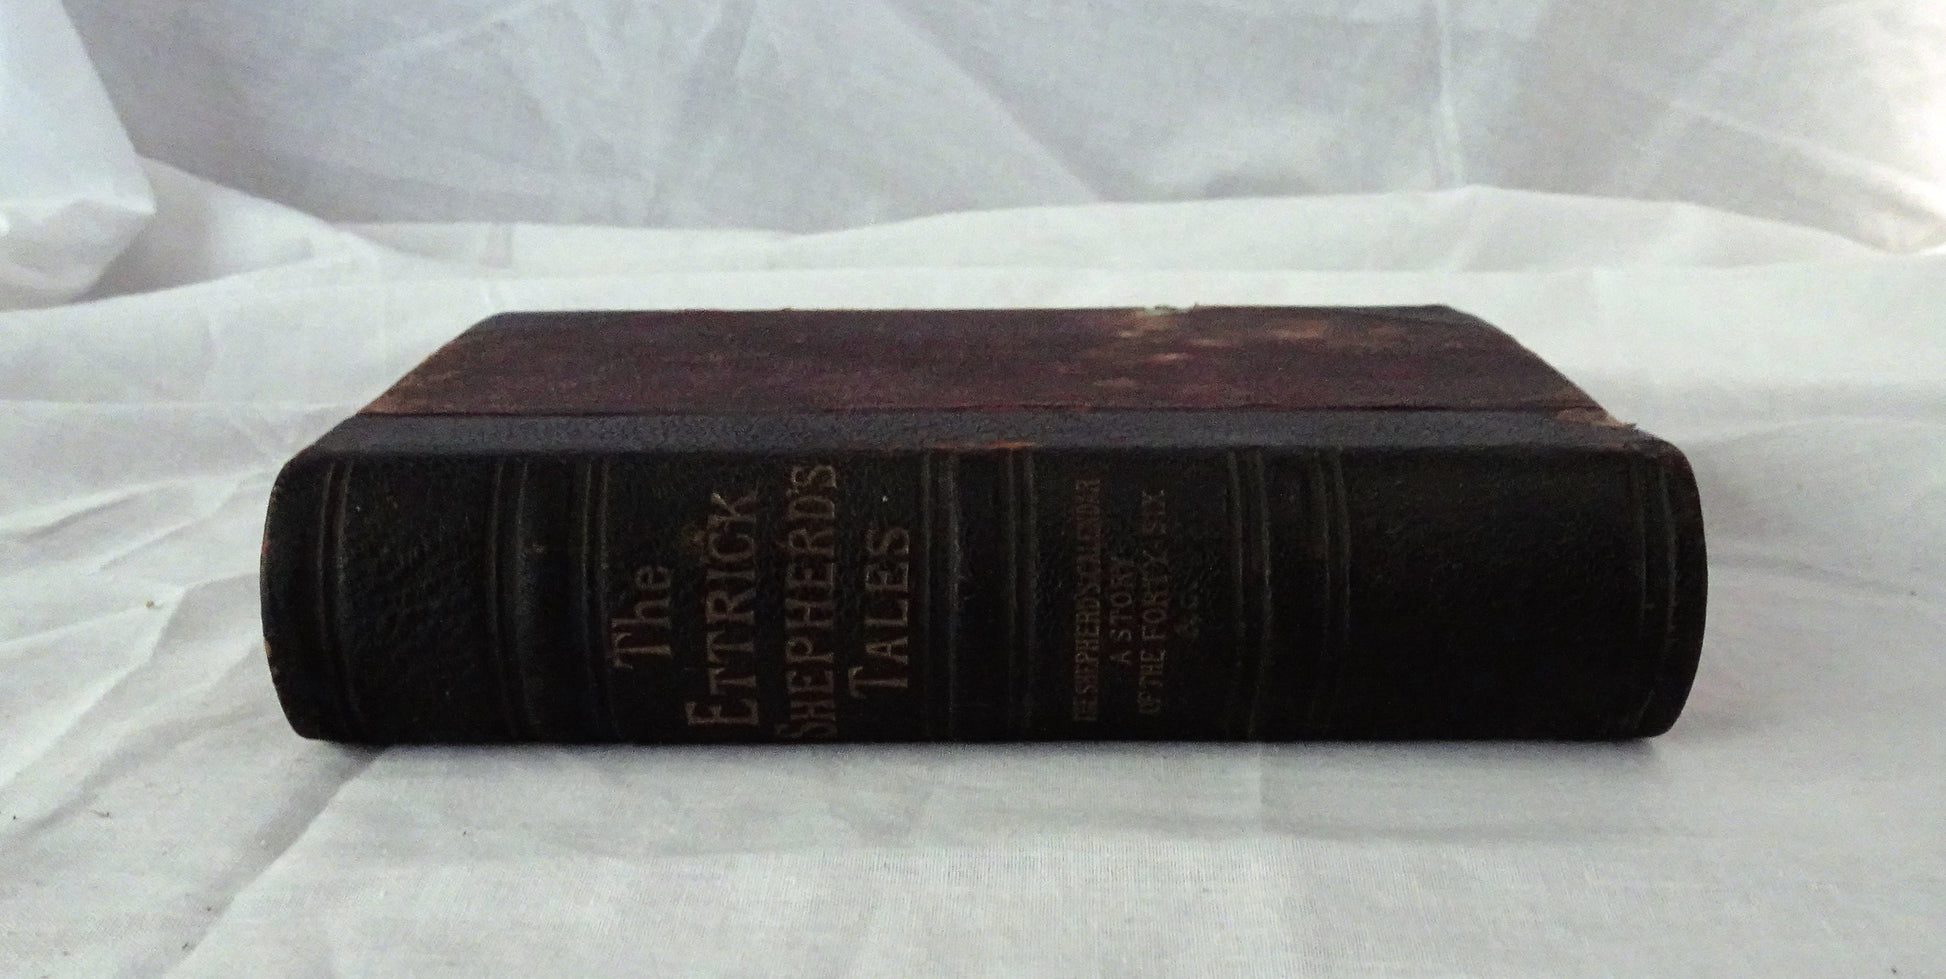 The
ETTRICK
SHEPHERD'S
TALES
THE SHEPHERD'S CALENDER
A STORY
OF THE FORTY-SIX
&c.